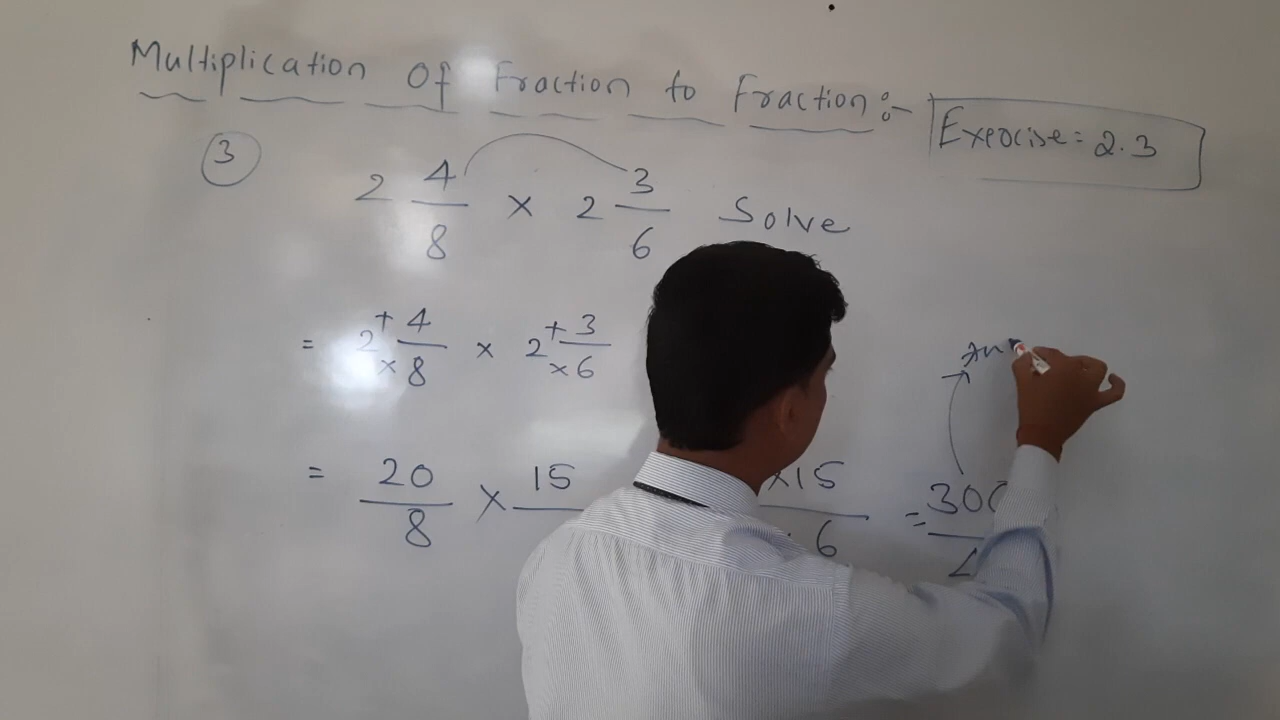 Multiplication Of Fraction to Fraction:-
Exercise = 2.3
3
2 4/8 × 2 3/6 Solve
= 2 + 4/× 8 × 2 + 3/× 6
= 20/8 × 15 ×15/6 = 300